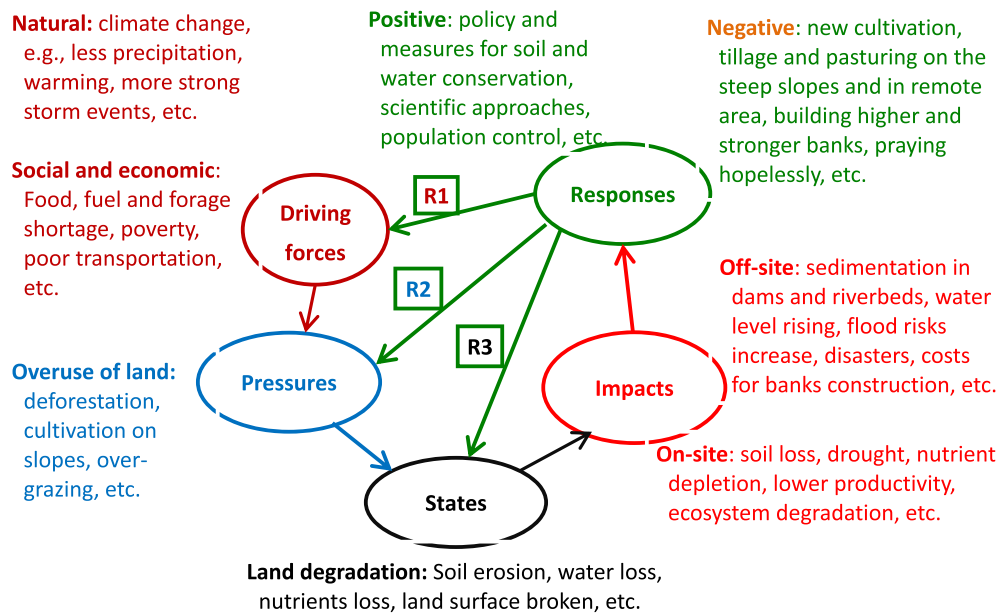 Natural: climate change,
e.g., less precipitation,
warming, more strong
storm events, etc.
Positive: policy and
measures for soil and
water conservation,
scientific approaches,
population control, etc.
Negative: new cultivation,
tillage and pasturing on the
steep slopes and in remote
area, building higher and
stronger banks, praying
hopelessly, etc.
Social and economic:
Food, fuel and forage
shortage, poverty,
poor transportation,
etc.
Driving
forces
R1
Responses
R2
R3
Off-site: sedimentation in
dams and riverbeds, water
level rising, flood risks
increase, disasters, costs
for banks construction, etc.
Overuse of land:
deforestation,
cultivation on
slopes, over-
grazing, etc.
Pressures
Impacts
On-site: soil loss, drought, nutrient
depletion, lower productivity,
ecosystem degradation, etc.
States
Land degradation: Soil erosion, water loss,
nutrients loss, land surface broken, etc.